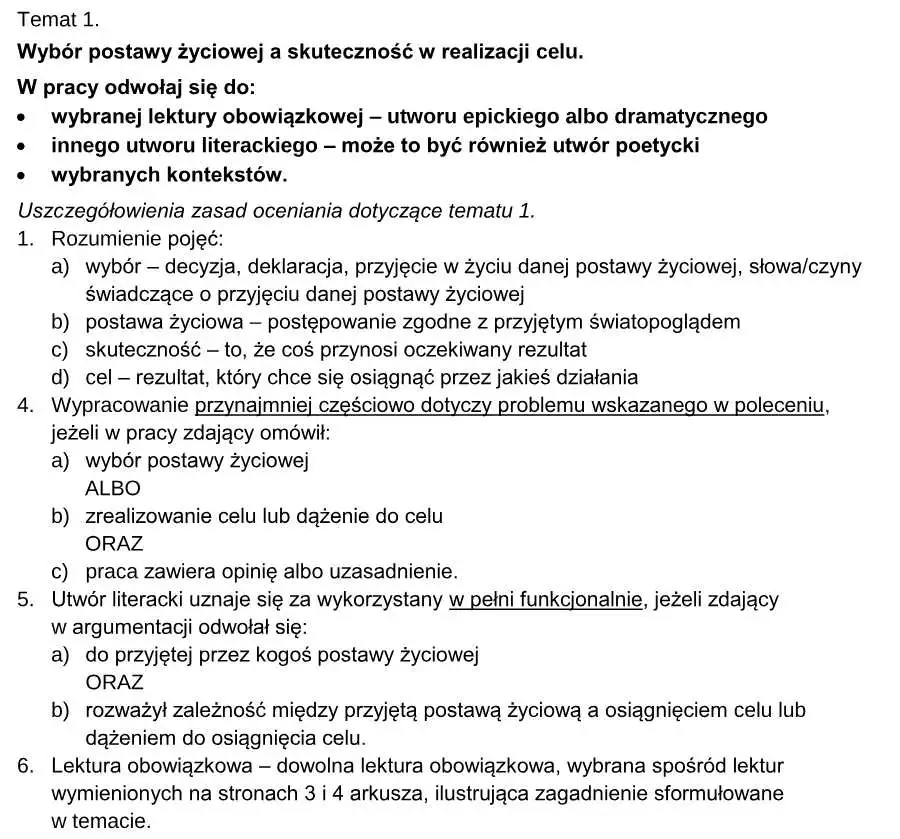 Temat 1.
Wybór postawy życiowej a skuteczność w realizacji celu.
W pracy odwołaj się do:
• wybranej lektury obowiązkowej – utworu epickiego albo dramatycznego
• innego utworu literackiego – może to być również utwór poetycki
• wybranych kontekstów.
Uszczegółowienia zasad oceniania dotyczące tematu 1.
1. Rozumienie pojęć:
a) wybór – decyzja, deklaracja, przyjęcie w życiu danej postawy życiowej, słowa/czyny
świadczące o przyjęciu danej postawy życiowej
b) postawa życiowa – postępowanie zgodne z przyjętym światopoglądem
c) skuteczność – to, że coś przynosi oczekiwany rezultat
d) cel – rezultat, który chce się osiągnąć przez jakieś działania
4. Wypracowanie przynajmniej częściowo dotyczy problemu wskazanego w poleceniu,
jeżeli w pracy zdający omówił:
a) wybór postawy życiowej
ALBO
b) zrealizowanie celu lub dążenie do celu
ORAZ
c) praca zawiera opinię albo uzasadnienie.
5. Utwór literacki uznaje się za wykorzystany w pełni funkcjonalnie, jeżeli zdający
w argumentacji odwołał się:
a) do przyjętej przez kogoś postawy życiowej
ORAZ
b) rozważył zależność między przyjętą postawą życiową a osiągnięciem celu lub
dążeniem do osiągnięcia celu.
6. Lektura obowiązkowa – dowolna lektura obowiązkowa, wybrana spośród lektur
wymienionych na stronach 3 i 4 arkusza, ilustrująca zagadnienie sformułowane
w temacie.